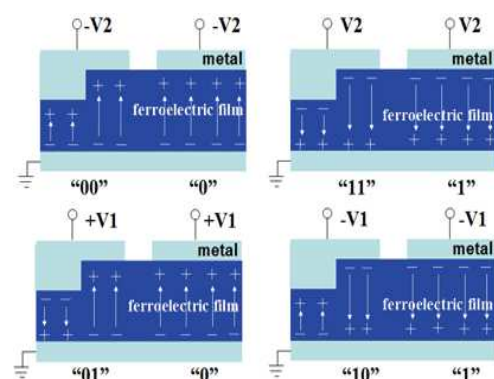 -V2 -V2
metal
ferroelectric film
"00" "0"
V2 V2
metal
ferroelectric film
"11" "1"
+V1 +V1
metal
ferroelectric film
"01" "0"
-V1 -V1
metal
ferroelectric film
"10" "1"